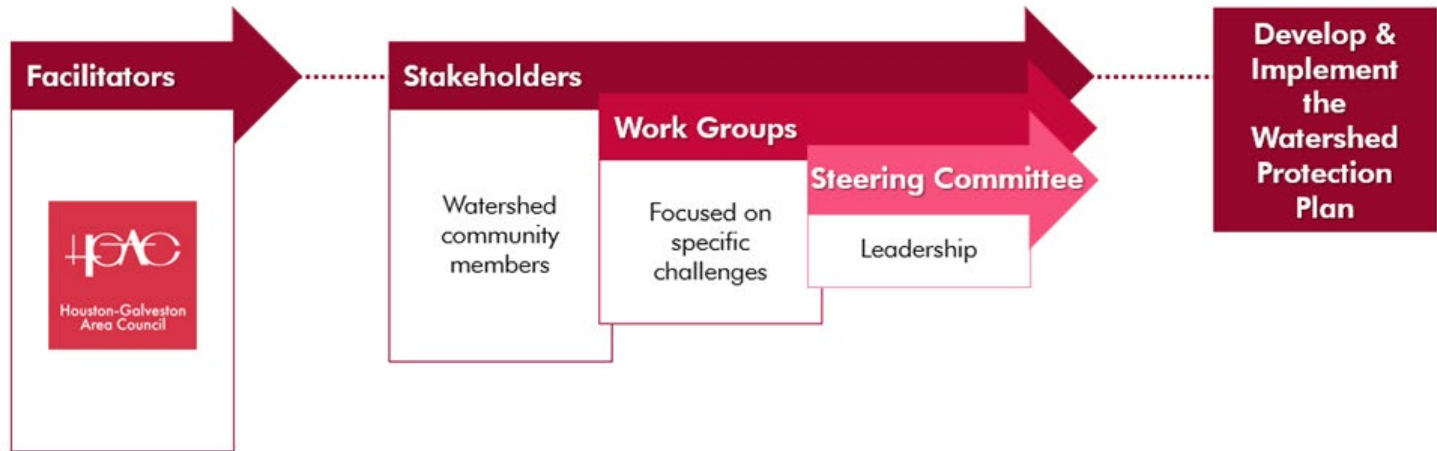 Facilitators
HGAC
Houston-Galveston
Area Council
Stakeholders
Watershed
community
members
Work Groups
Focused on
specific
challenges
Steering Committee
Leadership
Develop &
Implement
the
Watershed
Protection
Plan